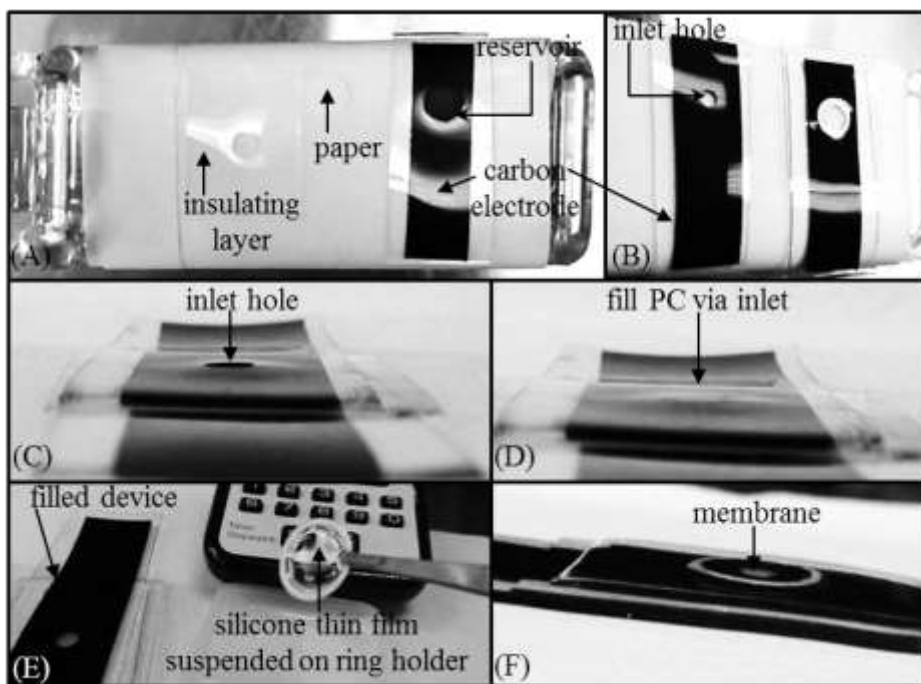 reservoir
paper
insulating
layer
carbon
electrode
(A)
inlet hole
(B)
inlet hole
(C)
fill PC via inlet
(D)
filled device
silicone thin film
suspended on ring holder
(E)
membrane
(F)